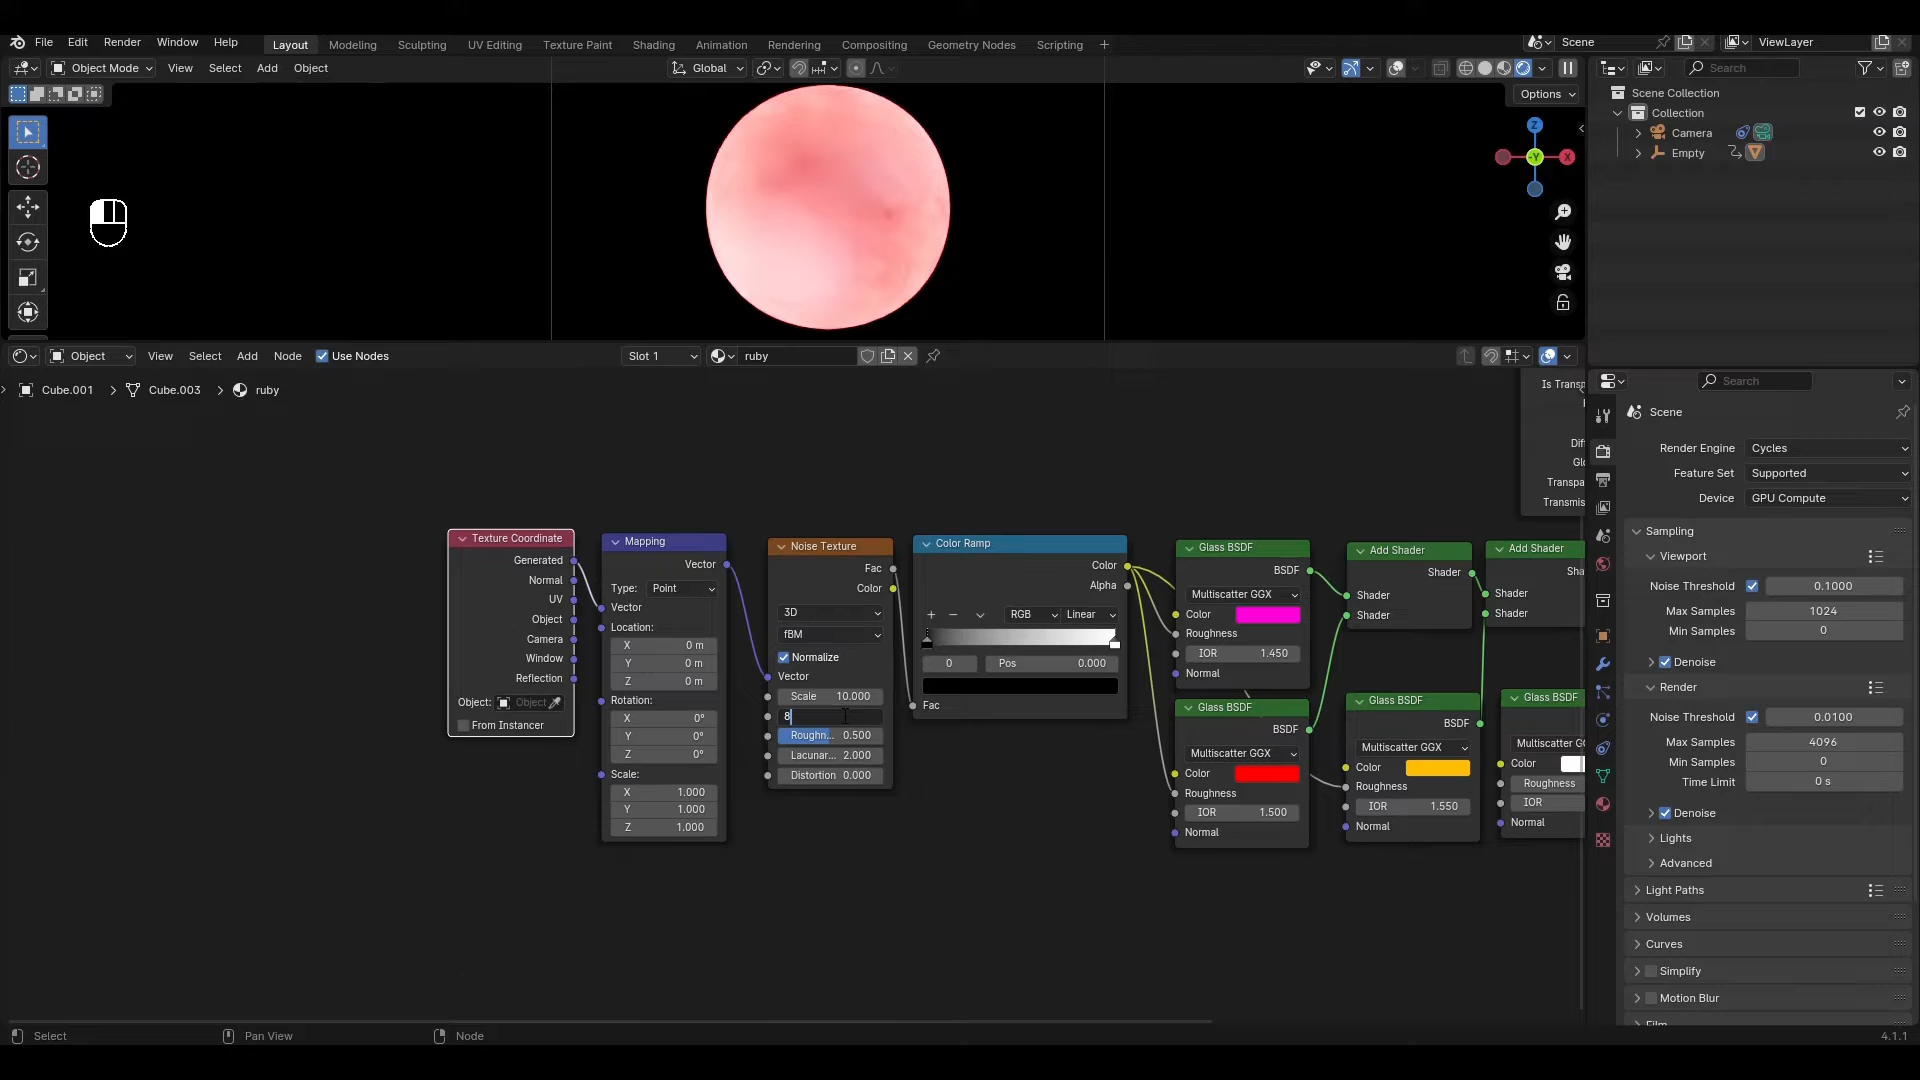 File Edit Render Window Help Layout Modeling Sculpting UV Editing Texture Paint Shading Animation Rendering Compositing Geometry Nodes Scripting + Scene ViewLayer
Object Mode View Select Add Object Global Search
Options
Scene Collection
Collection
Camera
Empty
Z
-Y
X
Object View Select Add Node Use Nodes Slot 1 ruby
Cube.001 > Cube.003 > ruby
Is Transp
Dif
Glo
Transpa
Transmis
Texture Coordinate
Generated
Normal
UV
Object
Camera
Window
Reflection
Object: Object
From Instancer
Mapping
Vector
Type: Point
Vector
Location:
X 0 m
Y 0 m
Z 0 m
Rotation:
X 0°
Y 0°
Z 0°
Scale:
X 1.000
Y 1.000
Z 1.000
Noise Texture
Fac
Color
3D
fBM
Normalize
Vector
Scale 10.000
8
Roughn... 0.500
Lacunar... 2.000
Distortion 0.000
Color Ramp
Color
Alpha
+ − RGB Linear
0 Pos 0.000
Fac
Glass BSDF
BSDF
Multiscatter GGX
Color
Roughness
IOR 1.450
Normal
Glass BSDF
BSDF
Multiscatter GGX
Color
Roughness
IOR 1.500
Normal
Add Shader
Shader
Shader
Shader
Glass BSDF
BSDF
Multiscatter GGX
Color
Roughness
IOR 1.550
Normal
Add Shader
Sha
Shader
Shader
Glass BSDF
Multiscatter GG
Color
Roughness
IOR
Normal
Search
Scene
Render Engine Cycles
Feature Set Supported
Device GPU Compute
Sampling
Viewport
Noise Threshold 0.1000
Max Samples 1024
Min Samples 0
Denoise
Render
Noise Threshold 0.0100
Max Samples 4096
Min Samples 0
Time Limit 0 s
Denoise
Lights
Advanced
Light Paths
Volumes
Curves
Simplify
Motion Blur
Select Pan View Node 4.1.1